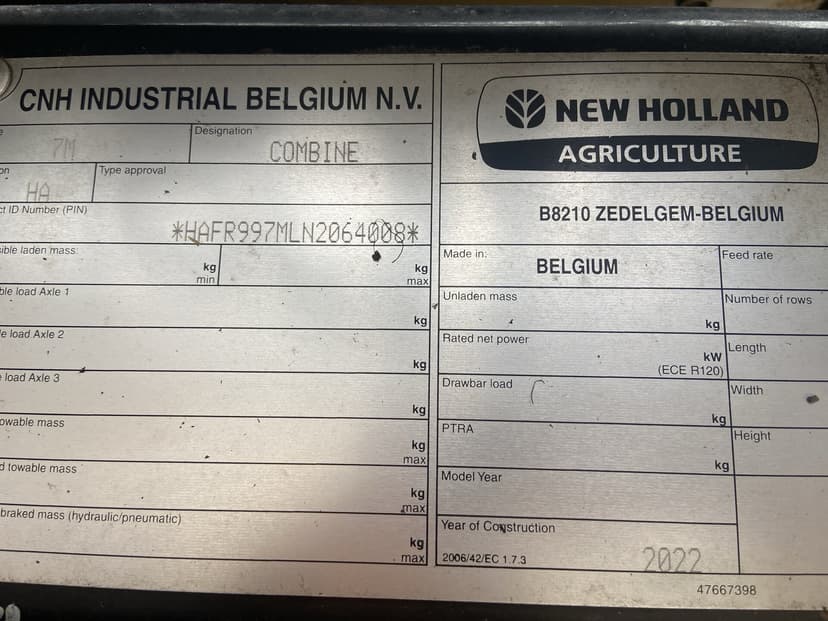 CNH INDUSTRIAL BELGIUM N.V.
7M
Designation
COMBINE
Type approval
HA
ct ID Number (PIN)
*HAFR997MLN2064008*
sible laden mass
kg
min
kg
max
ble load Axle 1
kg
le load Axle 2
kg
load Axle 3
kg
owable mass
kg
max
d towable mass
kg
max
braked mass (hydraulic/pneumatic)
kg
max
NEW HOLLAND
AGRICULTURE
B8210 ZEDELGEM-BELGIUM
Made in:
BELGIUM
Feed rate
Unladen mass
kg
Number of rows
Rated net power
kW
(ECE R120)
Length
Drawbar load
kg
Width
PTRA
kg
Height
Model Year
Year of Construction
2006/42/EC 1.7.3
2022
47667398